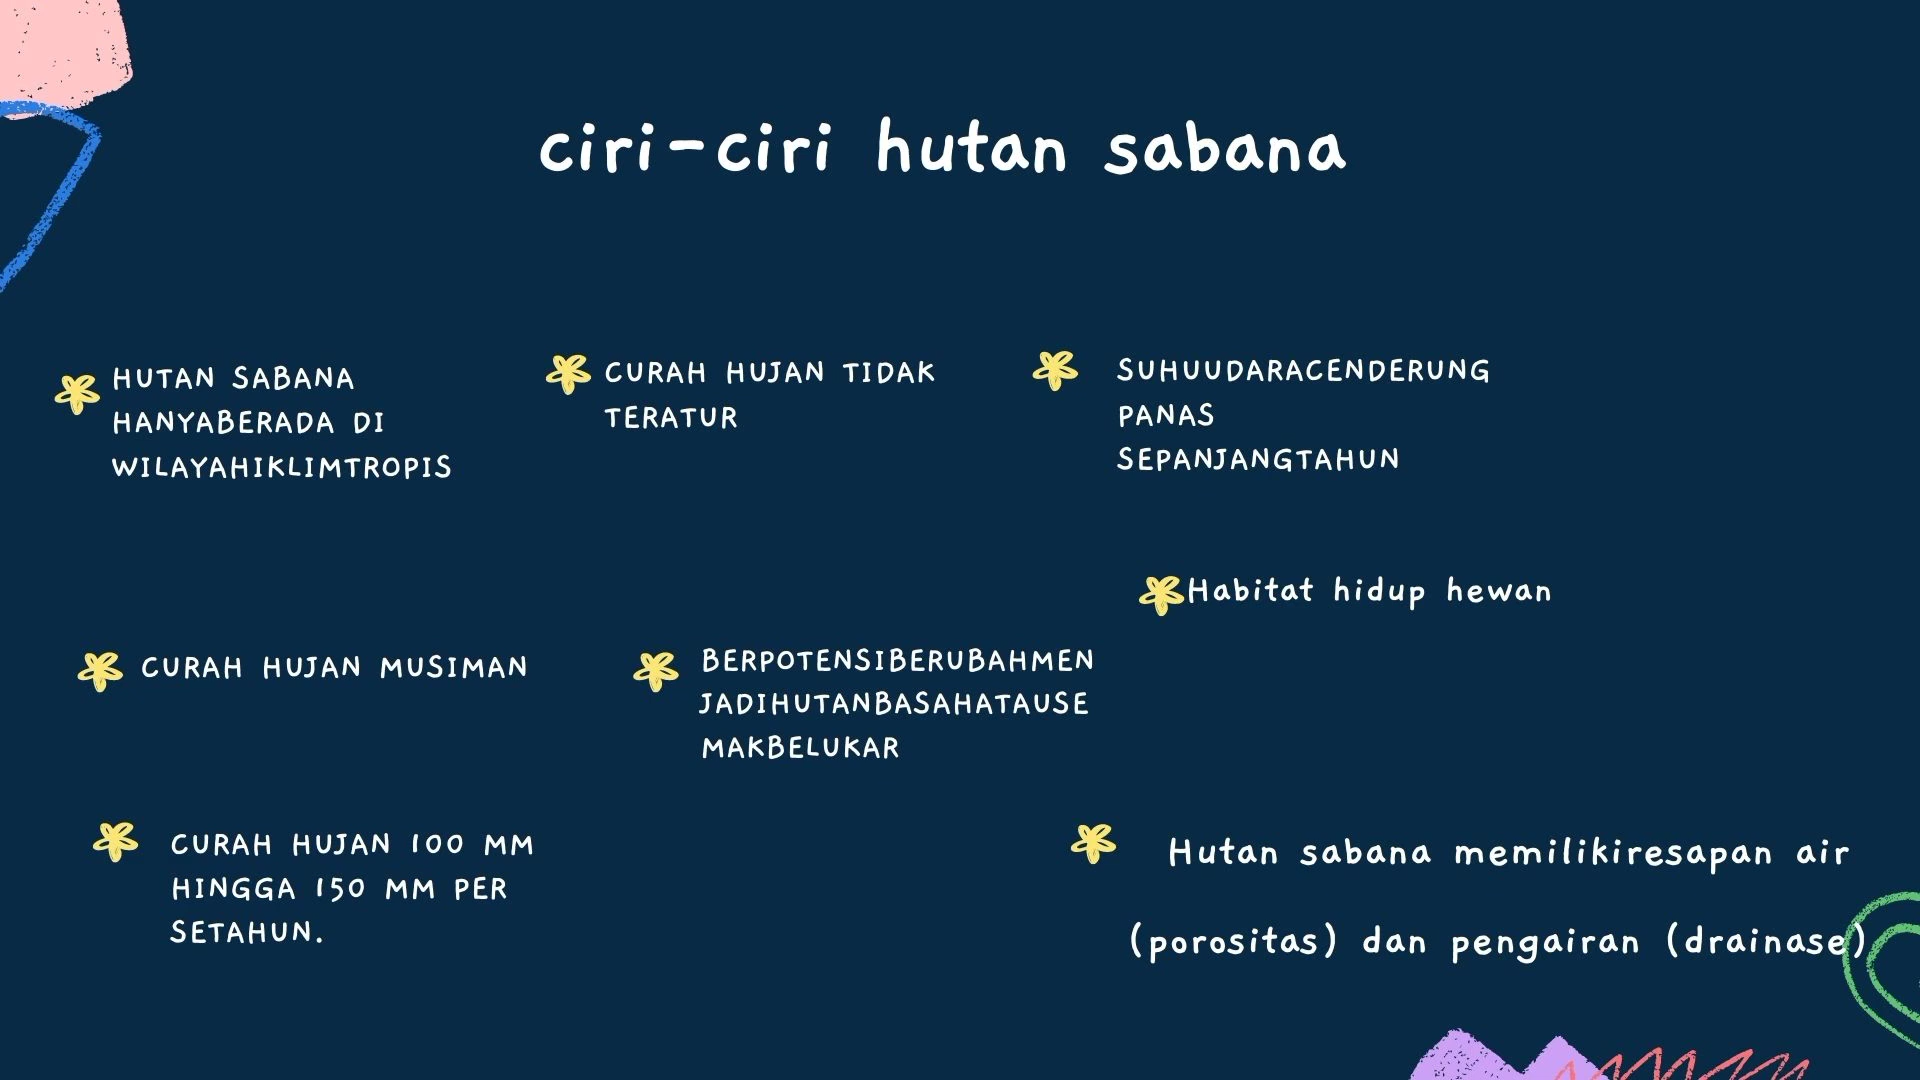 ciri-ciri hutan sabana
HUTAN SABANA
HANYABERADA DI
WILAYAHIKLIMTROPIS
CURAH HUJAN TIDAK
TERATUR
SUHUUDARACENDERUNG
PANAS
SEPANJANGTAHUN
CURAH HUJAN MUSIMAN
BERPOTENSIBERUBAHMEN
JADIHUTANBASAHATAUSE
MAKBELUKAR
Habitat hidup hewan
CURAH HUJAN 100 MM
HINGGA 150 MM PER
SETAHUN.
Hutan sabana memilikiresapan air
(porositas) dan pengairan (drainase)